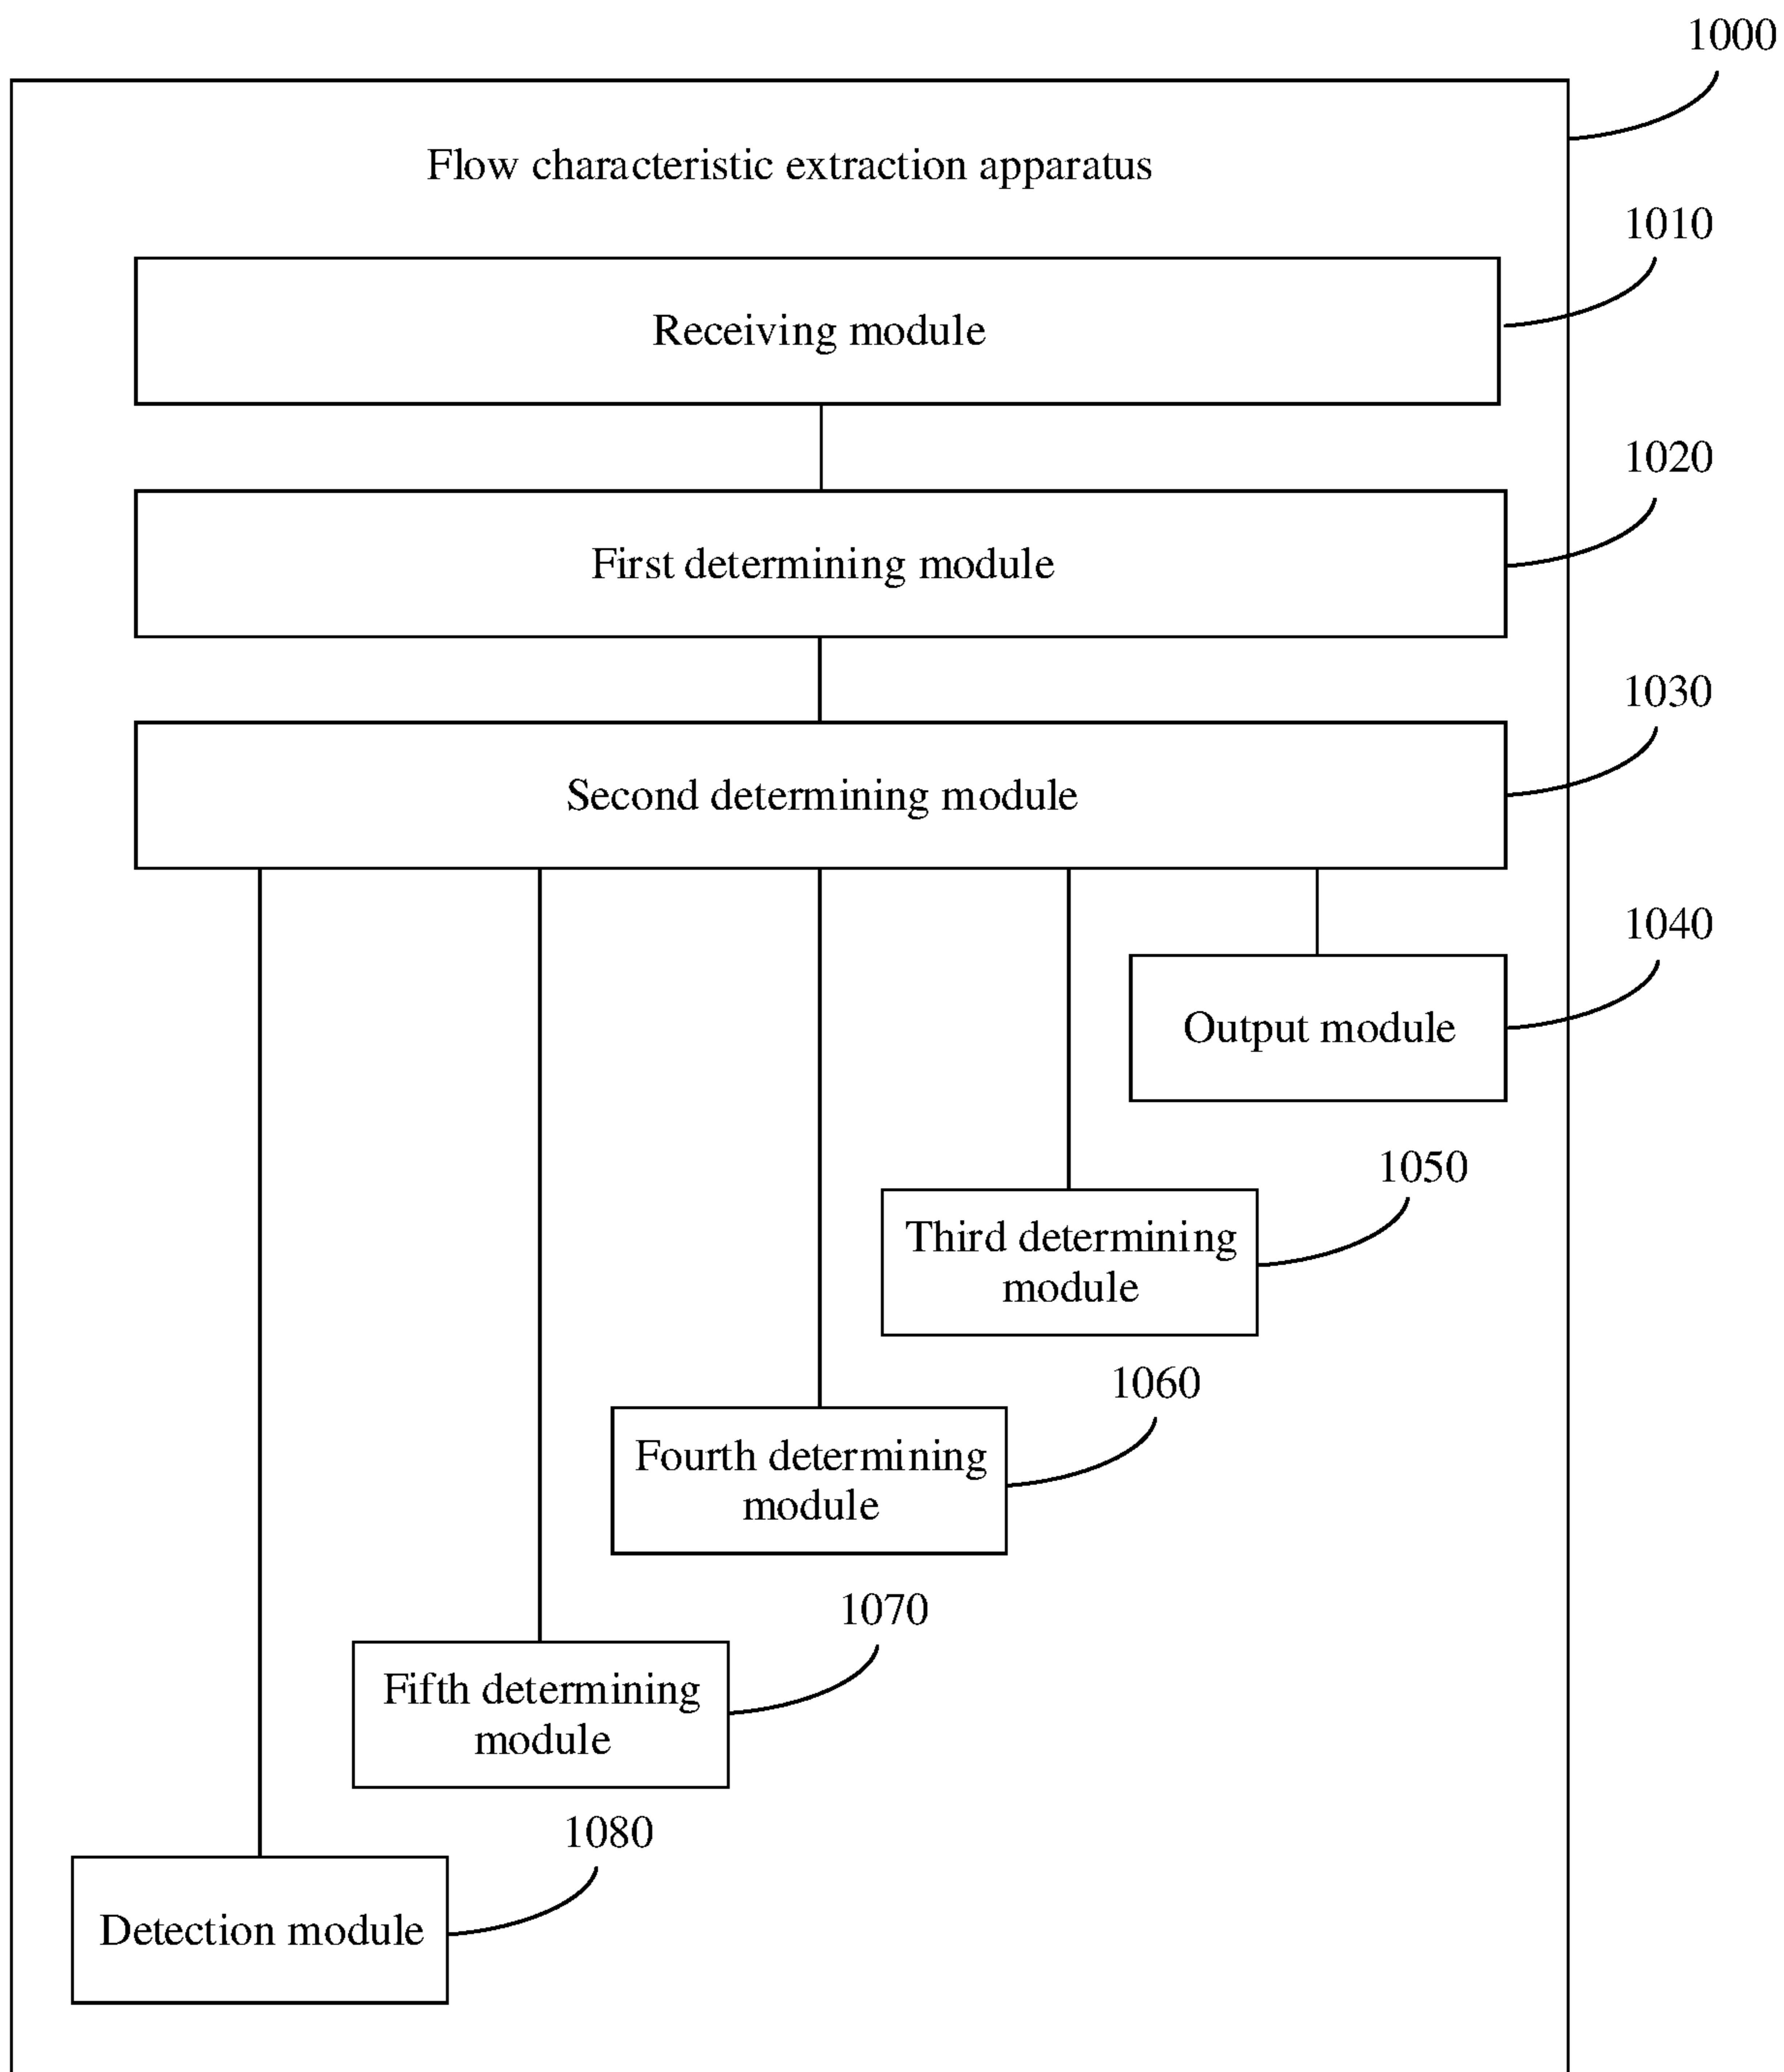 1000
Flow characteristic extraction apparatus
1010
Receiving module
1020
First determining module
1030
Second determining module
1040
Output module
1050
Third determining
module
1060
Fourth determining
module
1070
Fifth determining
module
1080
Detection module